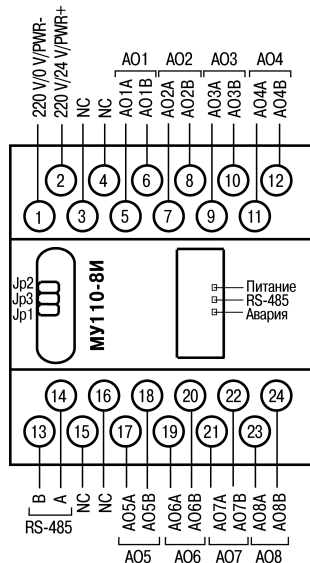 AO1 AO2 AO3 AO4
220 V/0 V/PWR-
220 V/24 V/PWR+
NC
NC
AO1A
AO1B
AO2A
AO2B
AO3A
AO3B
AO4A
AO4B
2 4 6 8 10 12
1 3 5 7 9 11
Jp2
Jp3
Jp1
МУ110-8И
Питание
RS-485
Авария
14 16 18 20 22 24
13 15 17 19 21 23
B
A
NC
NC
AO5A
AO5B
AO6A
AO6B
AO7A
AO7B
AO8A
AO8B
RS-485
AO5 AO6 AO7 AO8